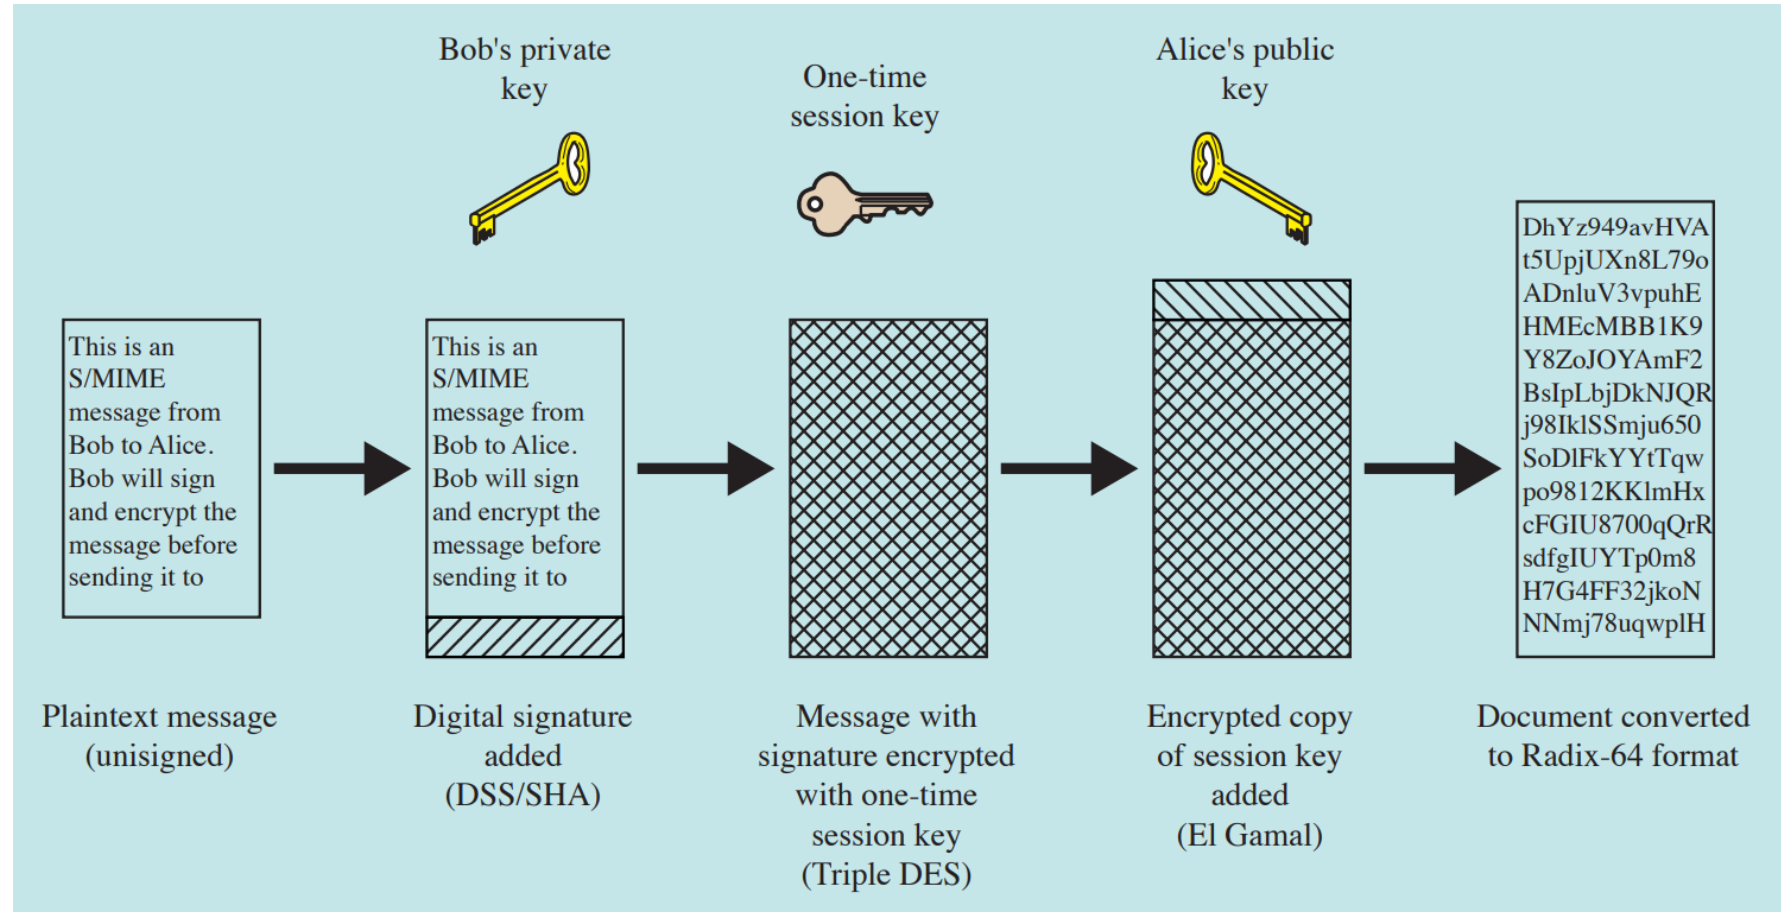 Bob's private
key
One-time
session key
Alice's public
key
This is an
S/MIME
message from
Bob to Alice.
Bob will sign
and encrypt the
message before
sending it to
This is an
S/MIME
message from
Bob to Alice.
Bob will sign
and encrypt the
message before
sending it to
DhYz949avHVA
t5UpjUXn8L79o
ADnluV3vpuhE
HMEcMBB1K9
Y8ZoJOYAmF2
BsIpLbjDkNJQR
j98IklSSmju650
SoDlFkYYtTqw
po9812KKlmHx
cFGIU8700qQrR
sdfgIUYTp0m8
H7G4FF32jkoN
NNmj78uqwplH
Plaintext message
(unisigned)
Digital signature
added
(DSS/SHA)
Message with
signature encrypted
with one-time
session key
(Triple DES)
Encrypted copy
of session key
added
(El Gamal)
Document converted
to Radix-64 format